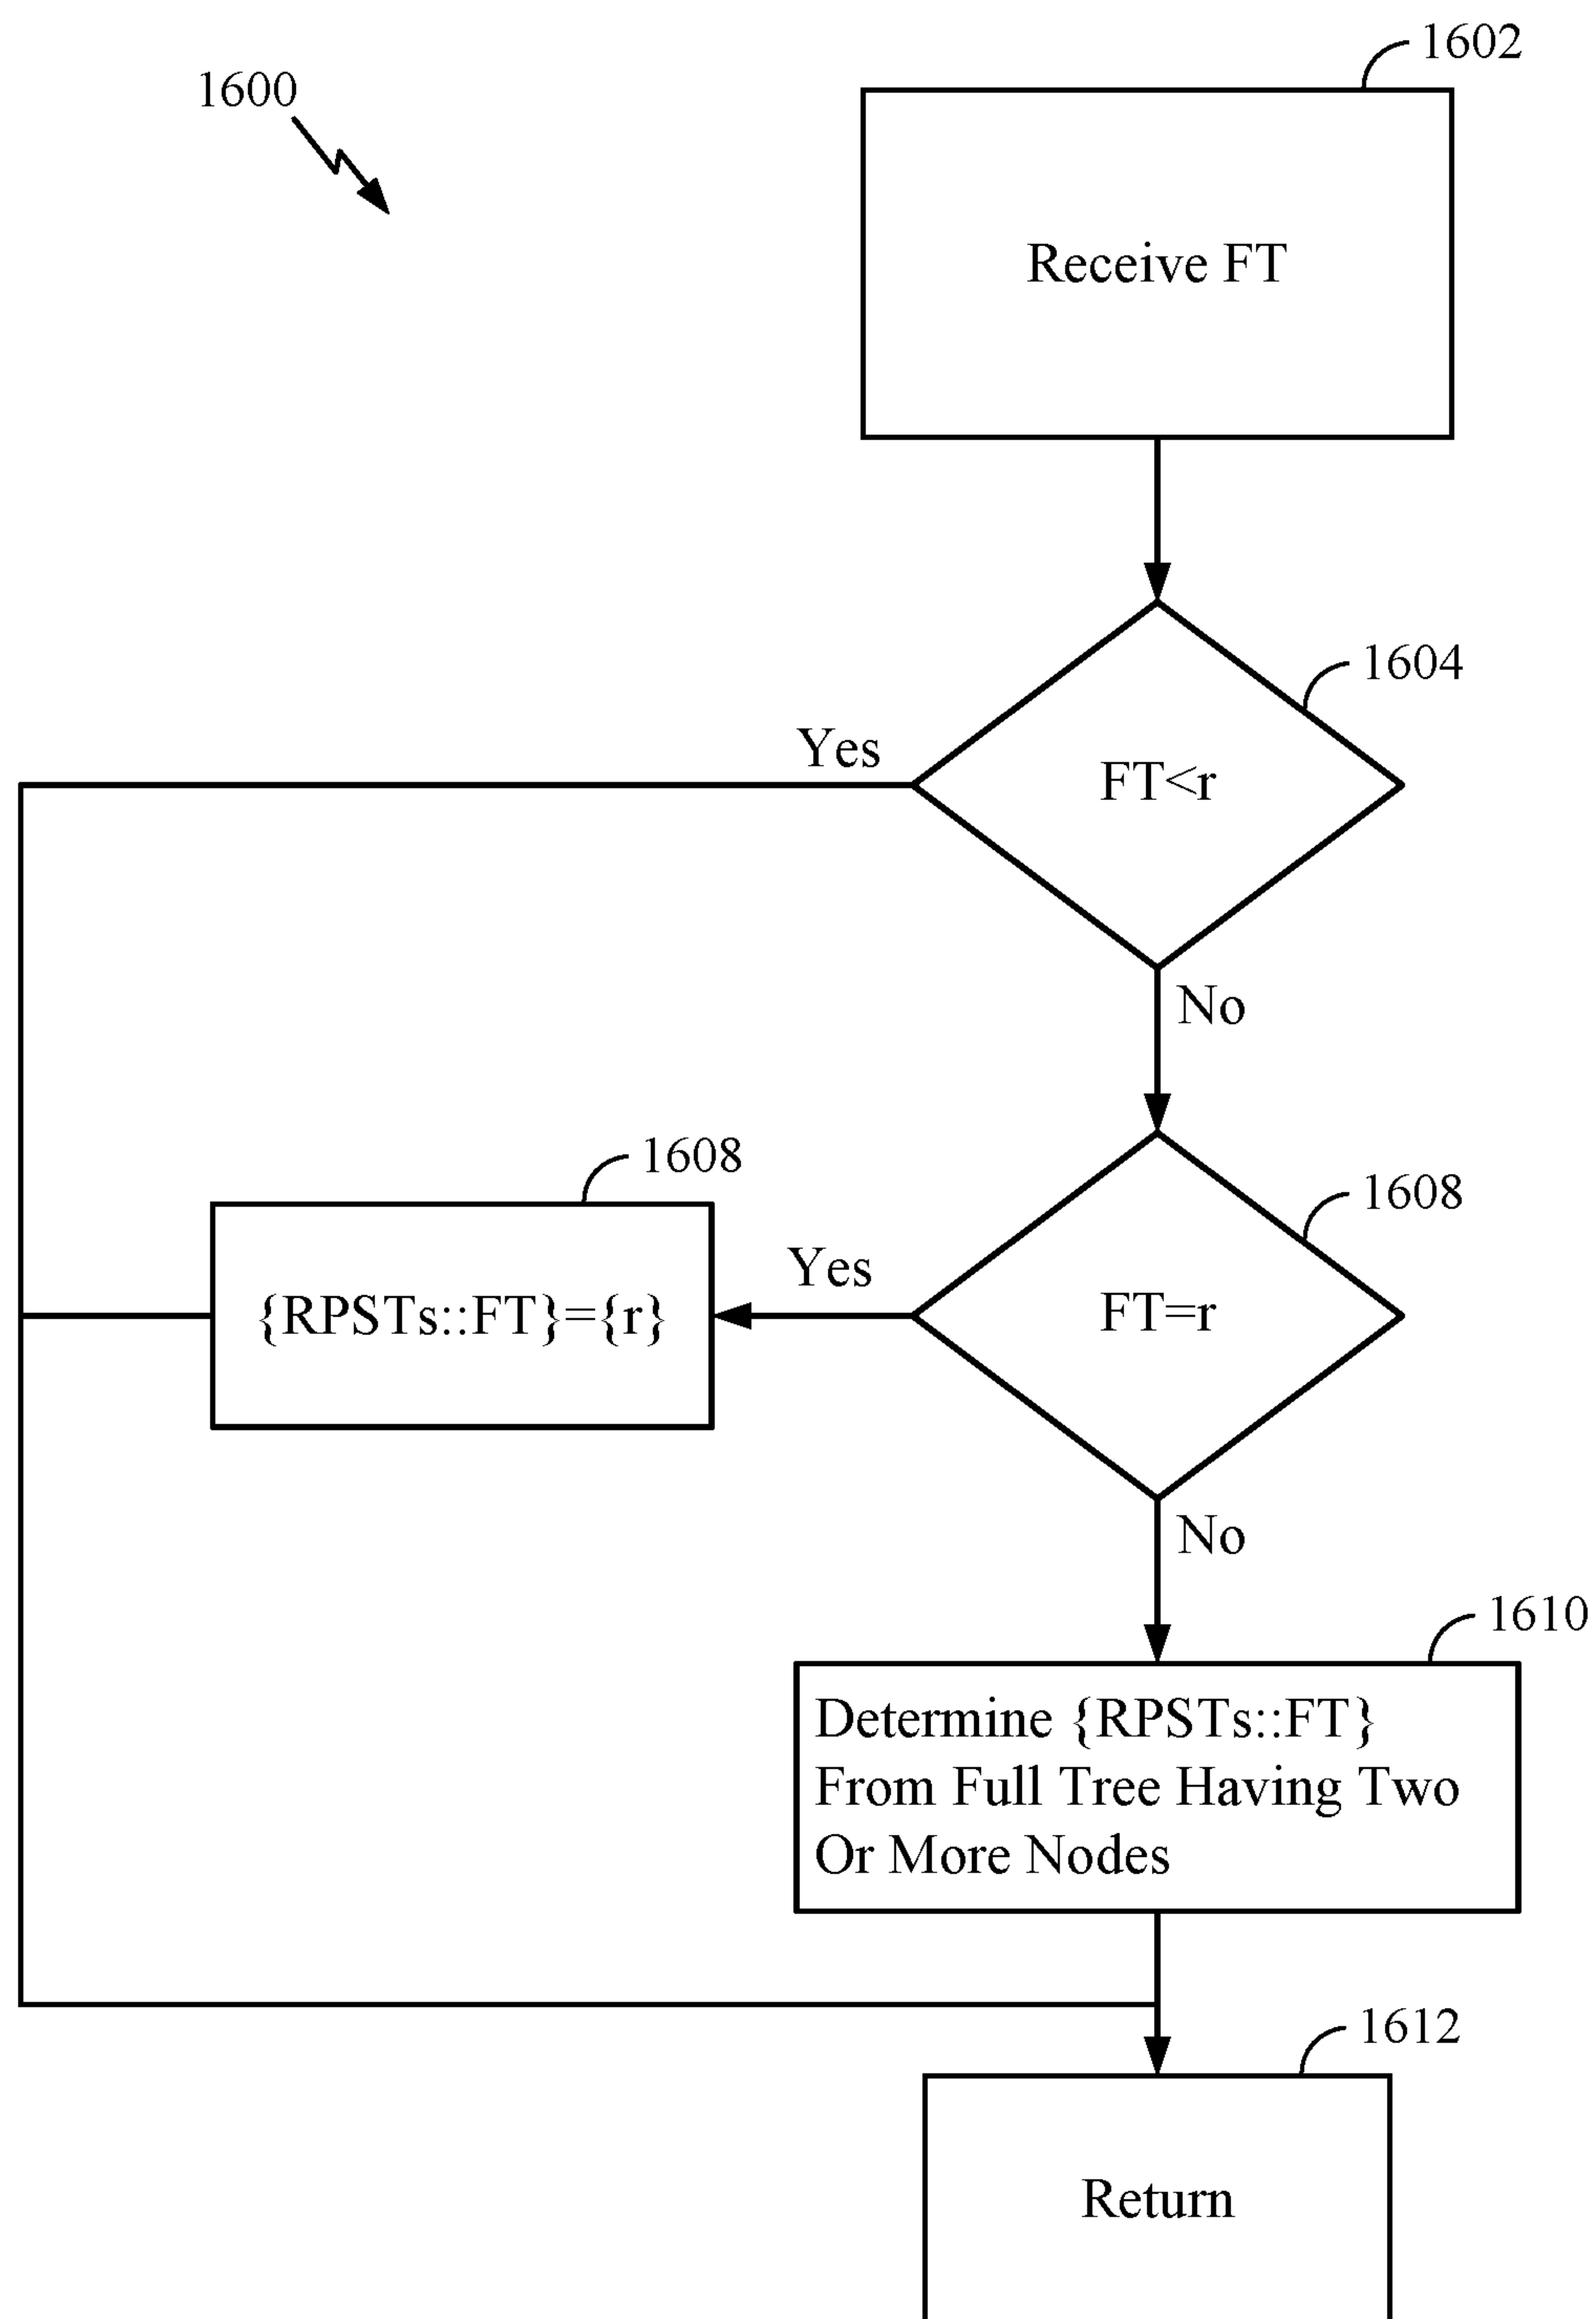 1602
1600
Receive FT
1604
Yes
FT<r
No
1608
1608
Yes
{RPSTs::FT}={r}
FT=r
No
1610
Determine {RPSTs::FT}
From Full Tree Having Two
Or More Nodes
1612
Return